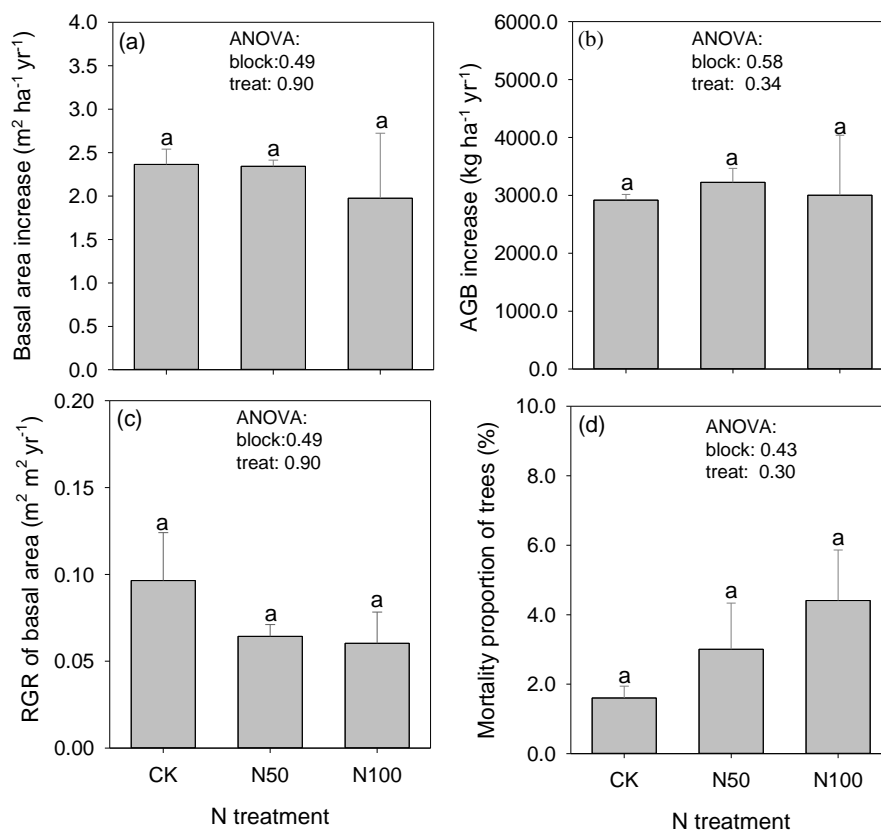 (a)
ANOVA:
block:0.49
treat: 0.90
4.0
3.5
3.0
2.5
2.0
1.5
1.0
0.5
0.0
Basal area increase (m² ha⁻¹ yr⁻¹)
a
a
a
(b)
ANOVA:
block: 0.58
treat: 0.34
6000.0
5000.0
4000.0
3000.0
2000.0
1000.0
0.0
AGB increase (kg ha⁻¹ yr⁻¹)
a
a
a
(c)
ANOVA:
block:0.49
treat: 0.90
0.20
0.15
0.10
0.05
0.00
RGR of basal area (m² m² yr⁻¹)
a
a
a
CK N50 N100
N treatment
(d)
ANOVA:
block: 0.43
treat: 0.30
10.0
8.0
6.0
4.0
2.0
0.0
Mortality proportion of trees (%)
a
a
a
CK N50 N100
N treatment